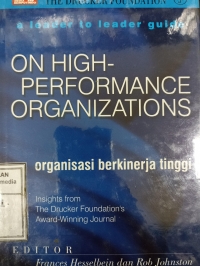 THE DRUCKER FOUNDATION
a leader to leader guide
ON HIGH-
PERFORMANCE
ORGANIZATIONS
organisasi berkinerja tinggi
Insights from
The Drucker Foundation's
Award-Winning Journal
EDITOR
Frances Hesselbein dan Rob Johnston